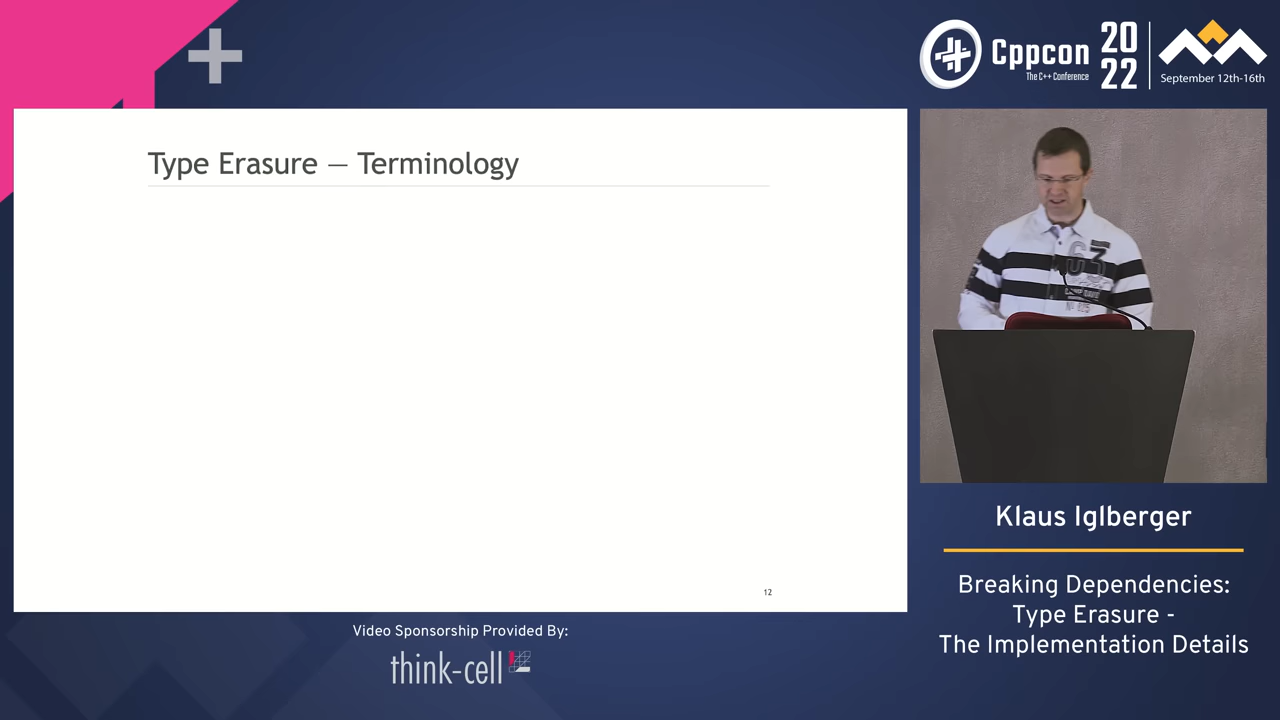 Cppcon
The C++ Conference
20
22
September 12th-16th
Type Erasure — Terminology
12
63
Klaus Iglberger
Breaking Dependencies:
Type Erasure -
The Implementation Details
Video Sponsorship Provided By:
think-cell